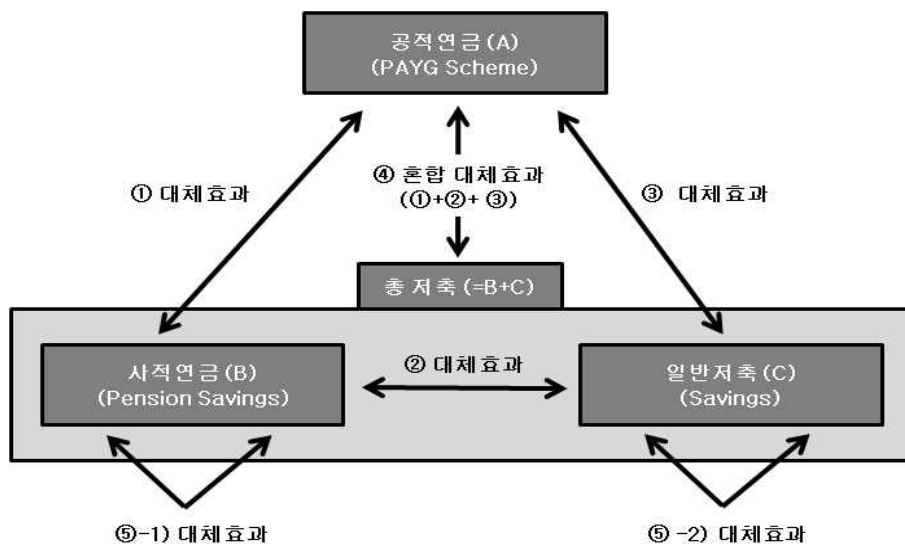 공적연금(A)
(PAYG Scheme)
① 대체효과
④ 혼합 대체효과
(①+②+ ③)
③ 대체효과
총 저축(=B+C)
사적연금(B)
(Pension Savings)
② 대체효과
일반저축(C)
(Savings)
⑤-1) 대체효과
⑤ -2) 대체효과